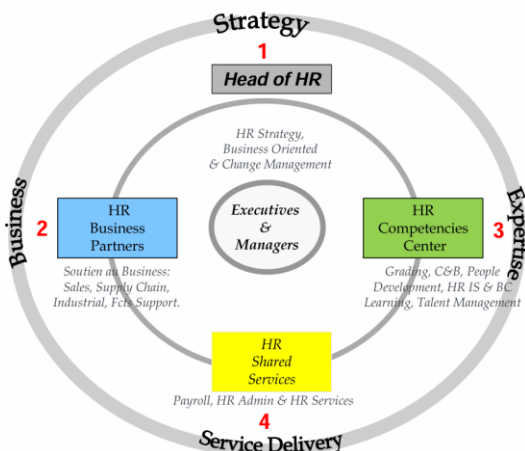 Strategy
1
Head of HR
HR Strategy,
Business Oriented
& Change Management
Business
2
HR
Business
Partners
Soutien au Business:
Sales, Supply Chain,
Industrial, Fcts Support.
Executives
&
Managers
HR
Competencies
Center
3
Expertise
Grading, C&B, People
Development, HR IS & BC
Learning, Talent Management
HR
Shared
Services
Payroll, HR Admin & HR Services
4
Service Delivery